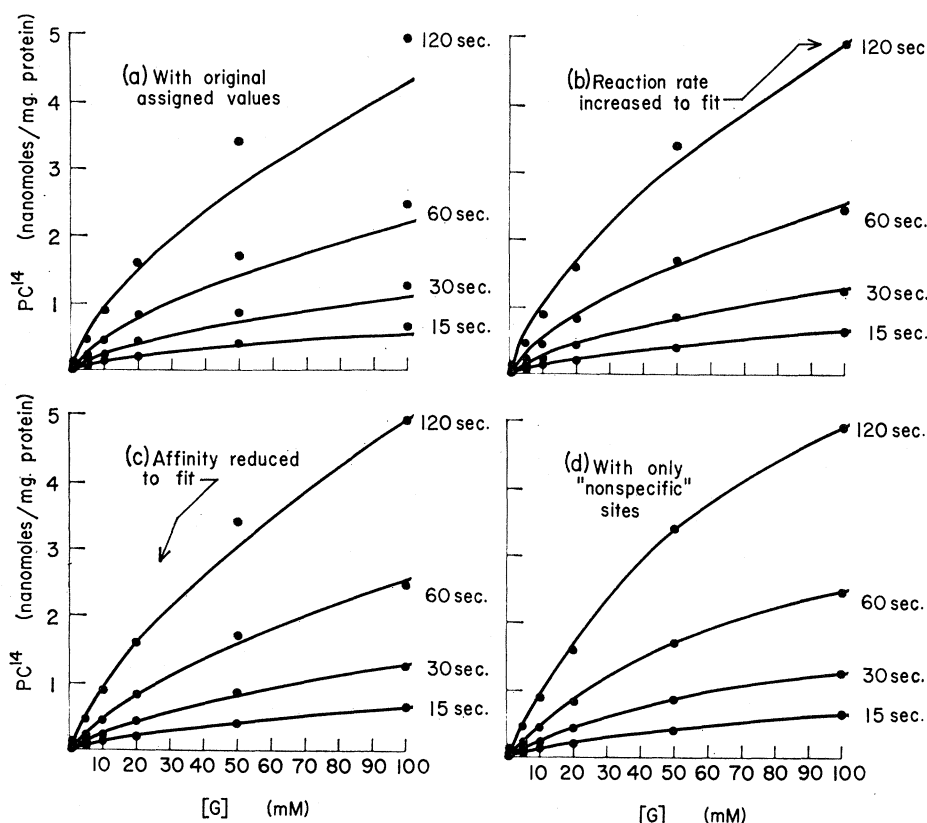 PC14 (nanomoles/mg. protein)
5
4
3
2
1
(a) With original
assigned values
120 sec.
60 sec.
30 sec.
15 sec.
(b) Reaction rate
increased to fit
120 sec.
60 sec.
30 sec.
15 sec.
PC14 (nanomoles/mg. protein)
5
4
3
2
1
(c) Affinity reduced
to fit
120 sec.
60 sec.
30 sec.
15 sec.
10 20 30 40 50 60 70 80 90 100
[G] (mM)
(d) With only
"nonspecific"
sites
120 sec.
60 sec.
30 sec.
15 sec.
10 20 30 40 50 60 70 80 90 100
[G] (mM)